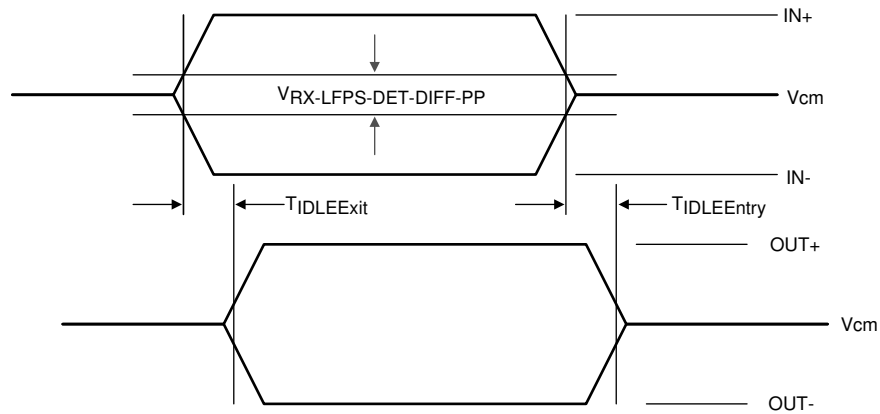 IN+
VRX-LFPS-DET-DIFF-PP
Vcm
IN-
TIDLEExit
TIDLEEntry
OUT+
Vcm
OUT-